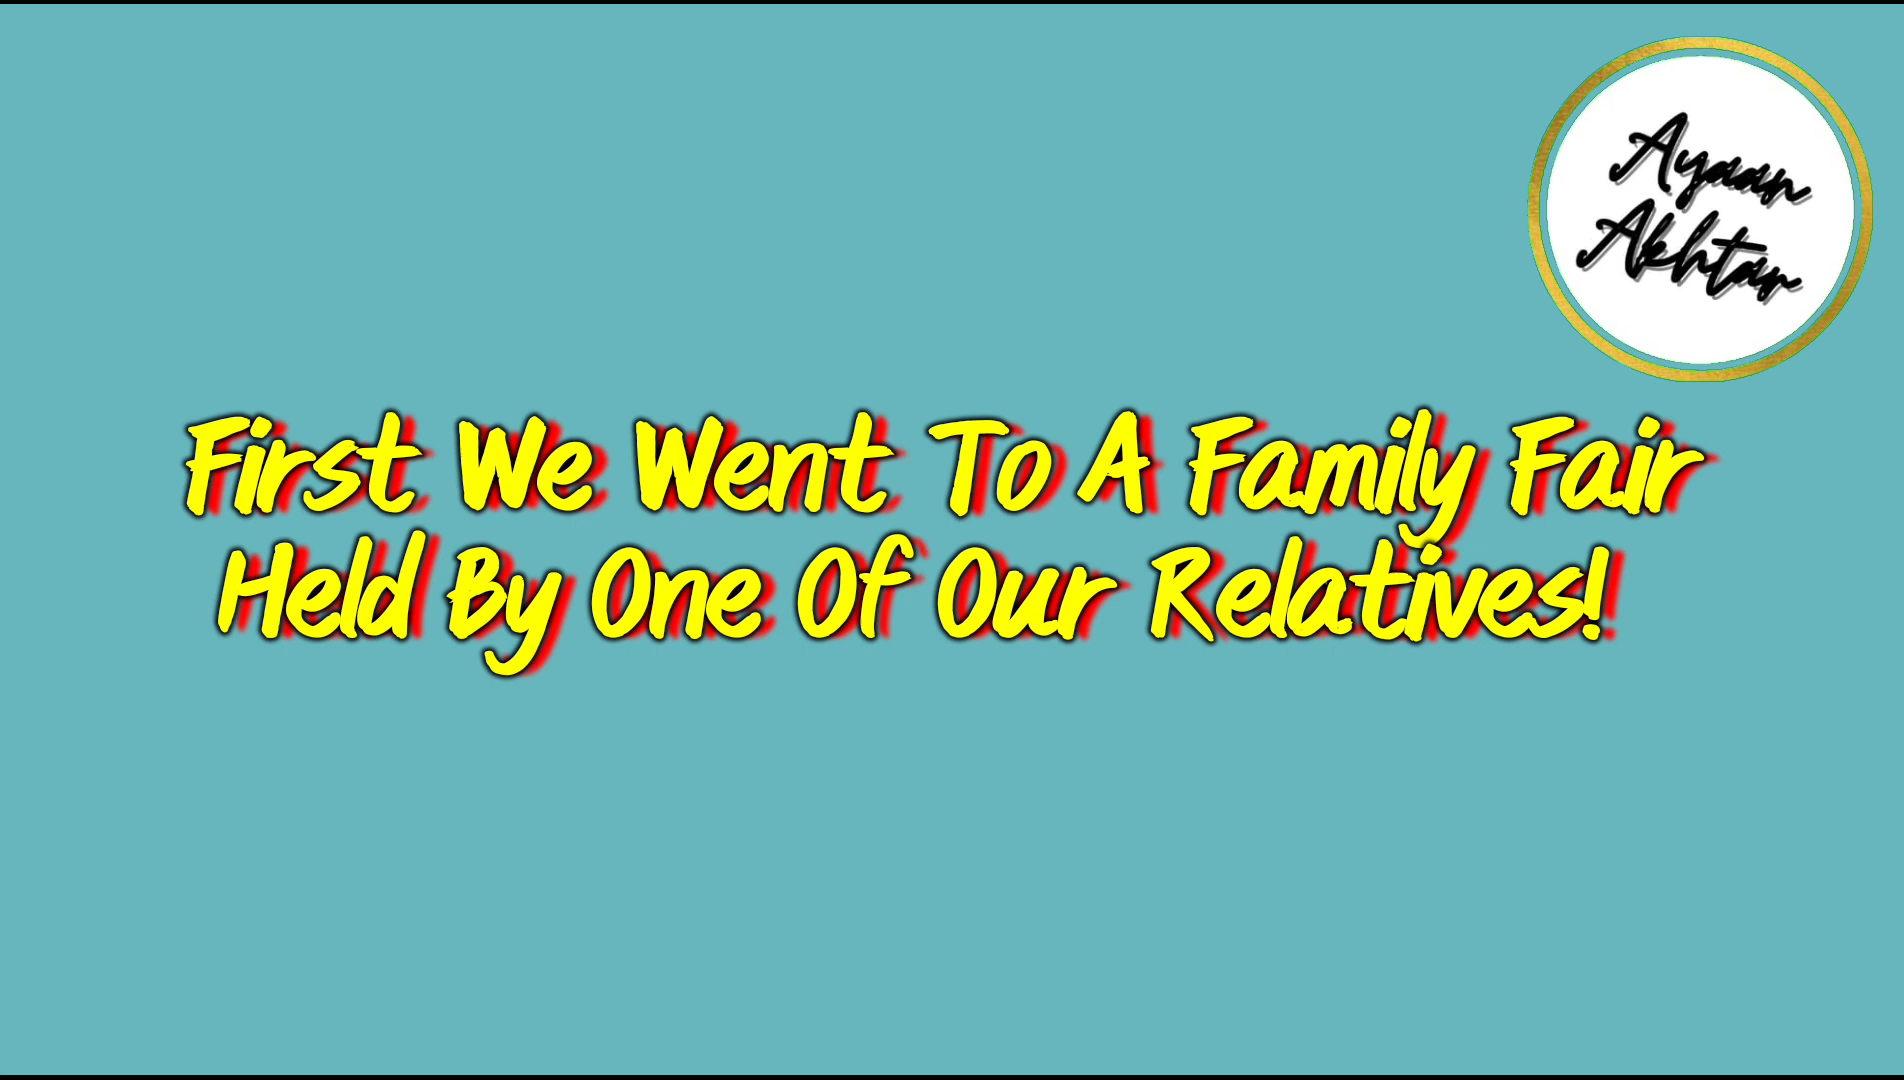 Ayaan
Akhtar
First We Went To A Family Fair
Held By One Of Our Relatives!